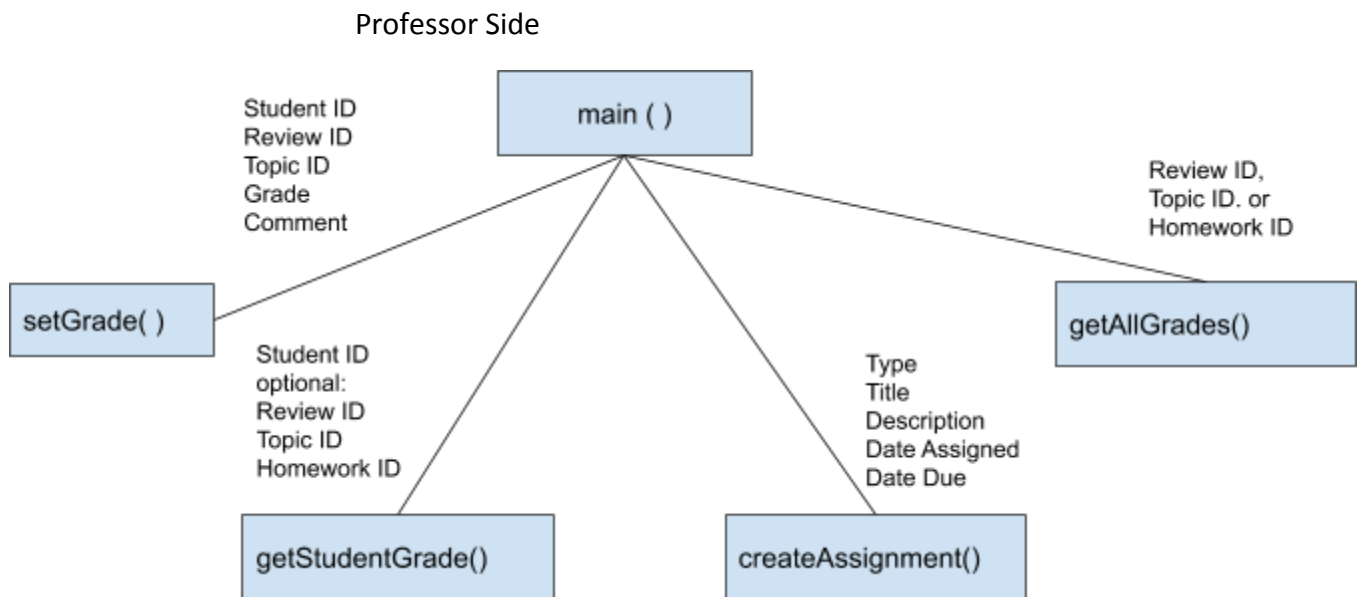 Professor Side
main ( )
Student ID
Review ID
Topic ID
Grade
Comment
Review ID,
Topic ID. or
Homework ID
setGrade( )
getAllGrades()
Student ID
optional:
Review ID
Topic ID
Homework ID
Type
Title
Description
Date Assigned
Date Due
getStudentGrade()
createAssignment()